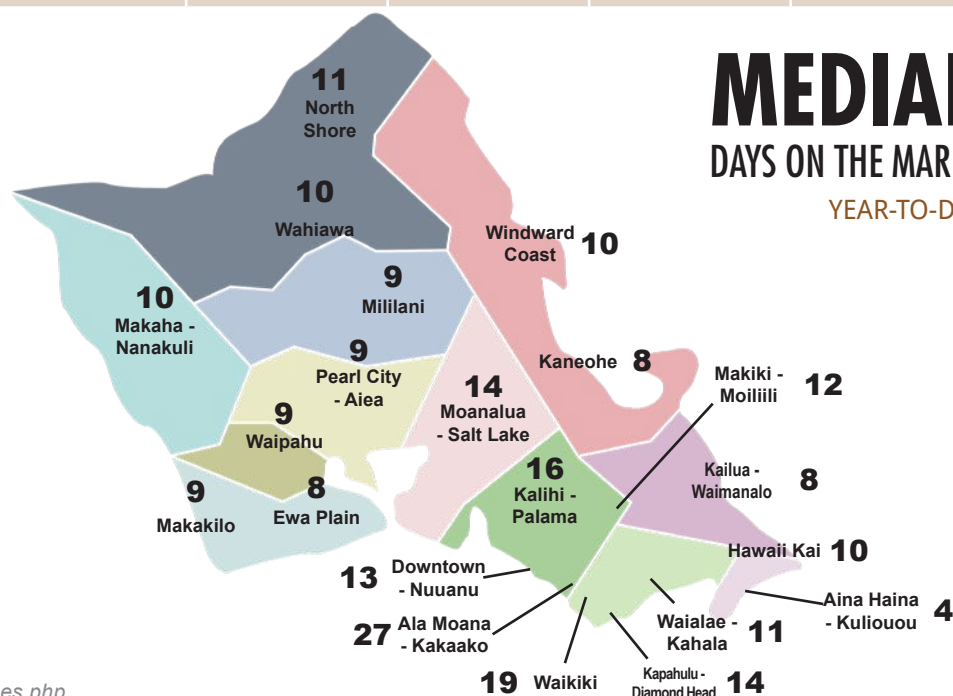 MEDIAN
DAYS ON THE MAR
YEAR-TO-D
11
North
Shore
10
Wahiawa
Windward
Coast 10
9
Mililani
10
Makaha -
Nanakuli
9
Pearl City
- Aiea
Kaneohe 8
14
Moanalua
- Salt Lake
Makiki -
Moiliili 12
9
Waipahu
16
Kalihi -
Palama
Kailua -
Waimanalo 8
9
Makakilo
8
Ewa Plain
Hawaii Kai 10
13 Downtown
- Nuuanu
Aina Haina
- Kuliouou 4
27 Ala Moana
- Kakaako
Waialae -
Kahala 11
19 Waikiki
Kapahulu -
Diamond Head 14
es.php